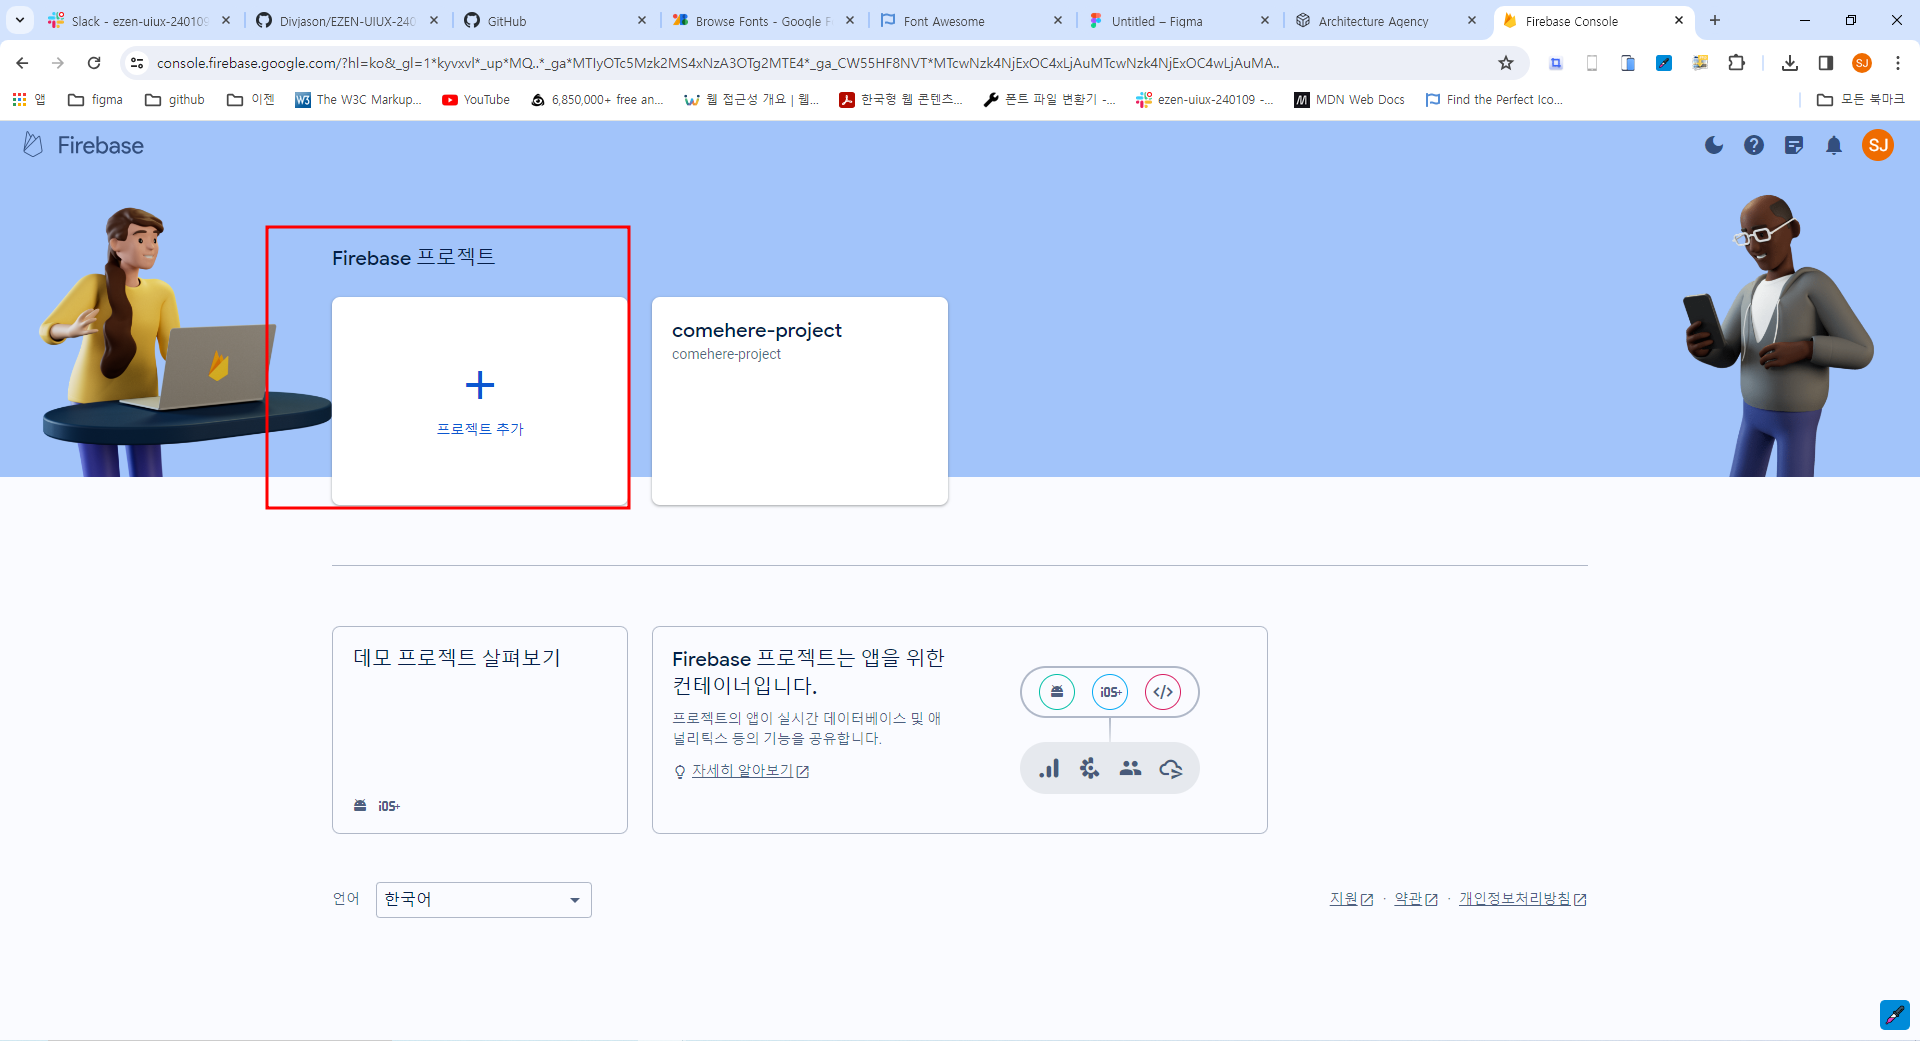 Slack - ezen-uiux-240109
Divjason/EZEN-UIUX-240
GitHub
Browse Fonts - Google F
Font Awesome
Untitled – Figma
Architecture Agency
Firebase Console
console.firebase.google.com/?hl=ko&_gl=1*kyvxvl*_up*MQ..*_ga*MTIyOTc5Mzk2MS4xNzA3OTg2MTE4*_ga_CW55HF8NVT*MTcwNzk4NjExOC4xLjAuMTcwNzk4NjExOC4wLjAuMA..
SJ
앱
figma
github
이젠
The W3C Markup...
YouTube
6,850,000+ free an...
웹 접근성 개요 | 웹...
한국형 웹 콘텐츠...
폰트 파일 변환기 -...
ezen-uiux-240109 -...
MDN Web Docs
Find the Perfect Ico...
모든 북마크
Firebase
SJ
Firebase 프로젝트
프로젝트 추가
comehere-project
comehere-project
데모 프로젝트 살펴보기
iOS+
Firebase 프로젝트는 앱을 위한
컨테이너입니다.
프로젝트의 앱이 실시간 데이터베이스 및 애
널리틱스 등의 기능을 공유합니다.
자세히 알아보기
iOS+
언어
한국어
지원 · 약관 · 개인정보처리방침